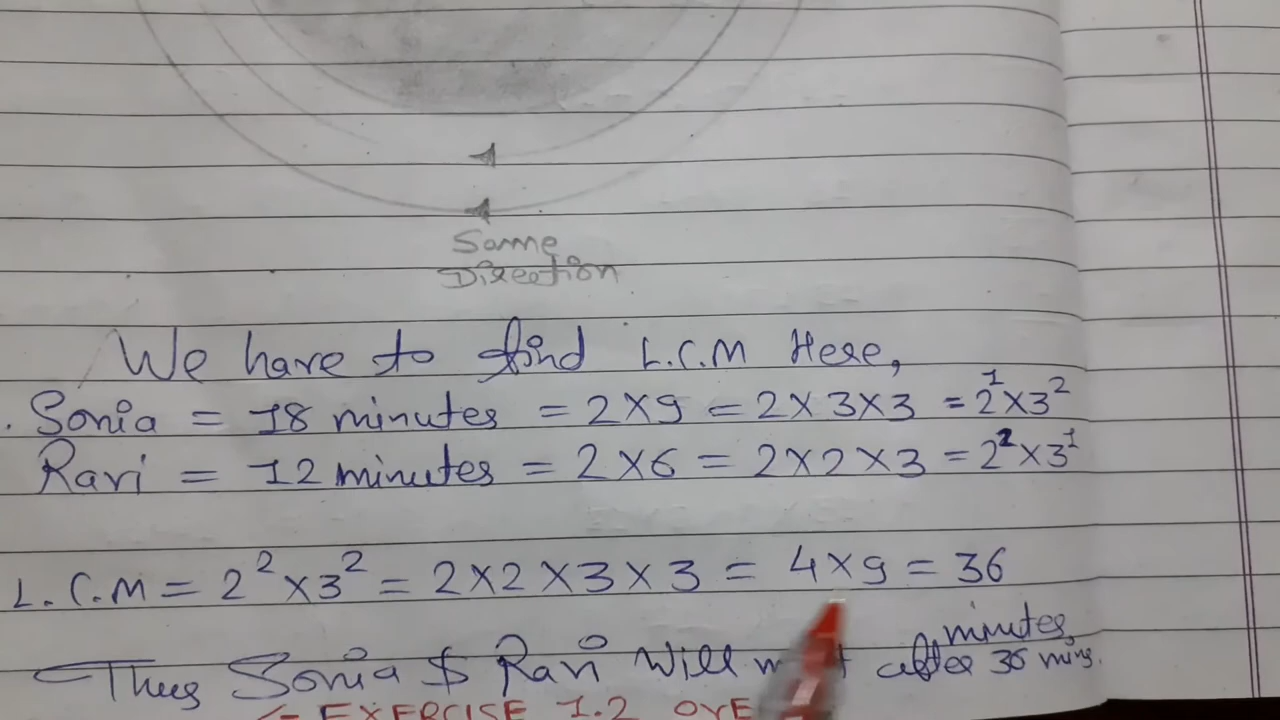 Same
Direction
We have to find L.C.M Here,
Sonia = 18 minutes = 2×9 = 2×3×3 = 2¹×3²
Ravi = 12 minutes = 2×6 = 2×2×3 = 2²×3¹
L.C.M = 2²×3² = 2×2×3×3 = 4×9 = 36
minutes,
Thus Sonia & Ravi will after 36 mins.
EXERCISE 1.2 OVE